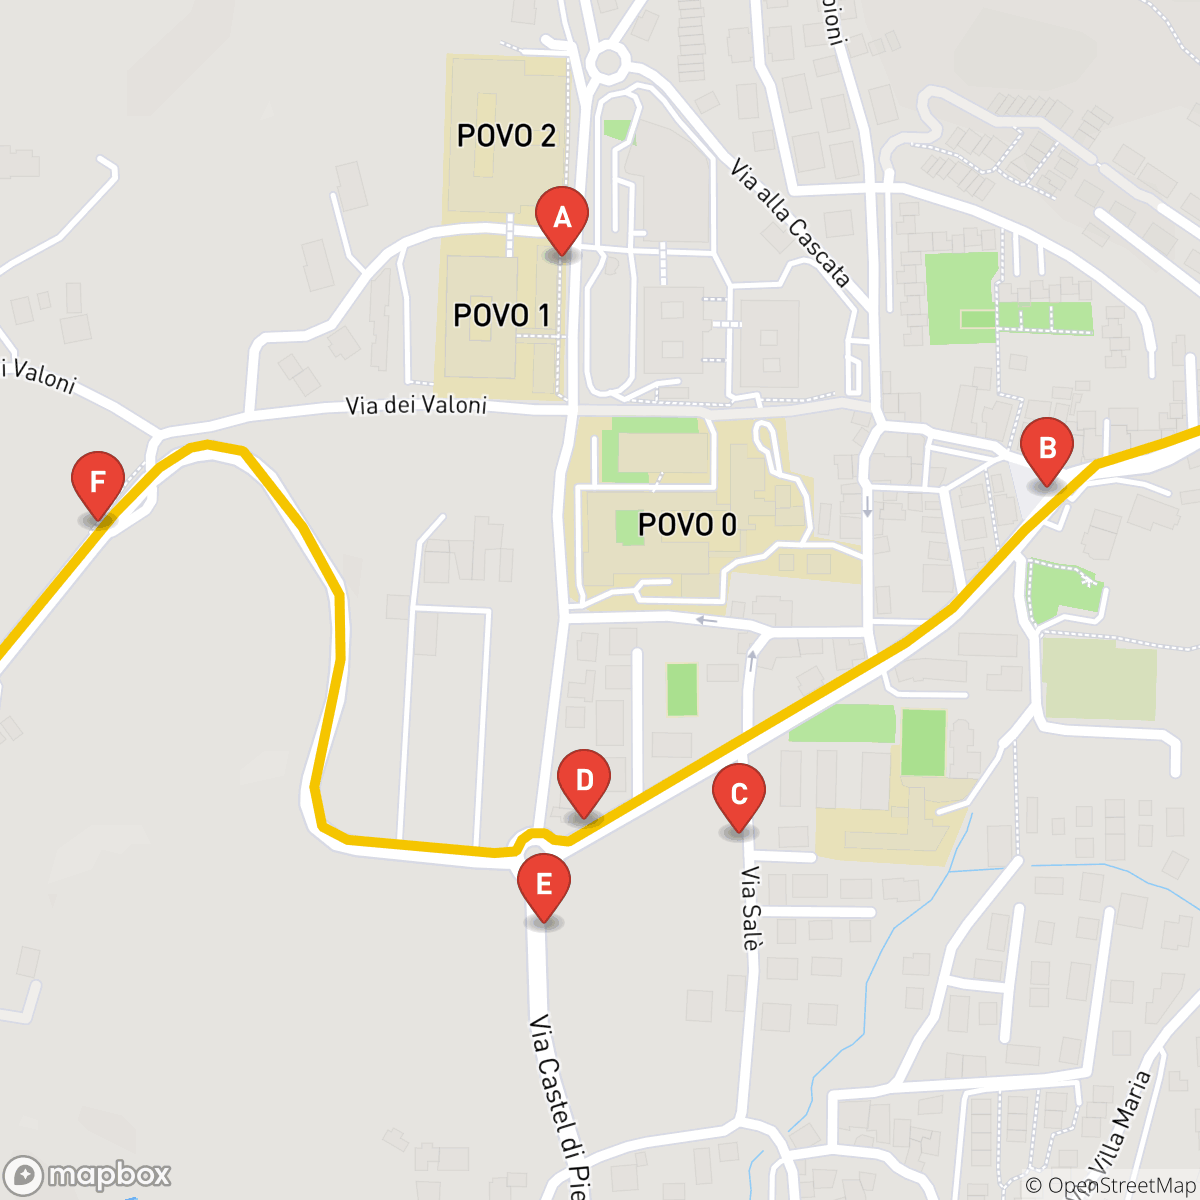 bioni
POVO 2
Via alla Cascata
A
POVO 1
i Valoni
Via dei Valoni
B
F
POVO 0
D
C
E
Via Salè
Via Castel di Pie
Via Villa Maria
mapbox
© OpenStreetMap